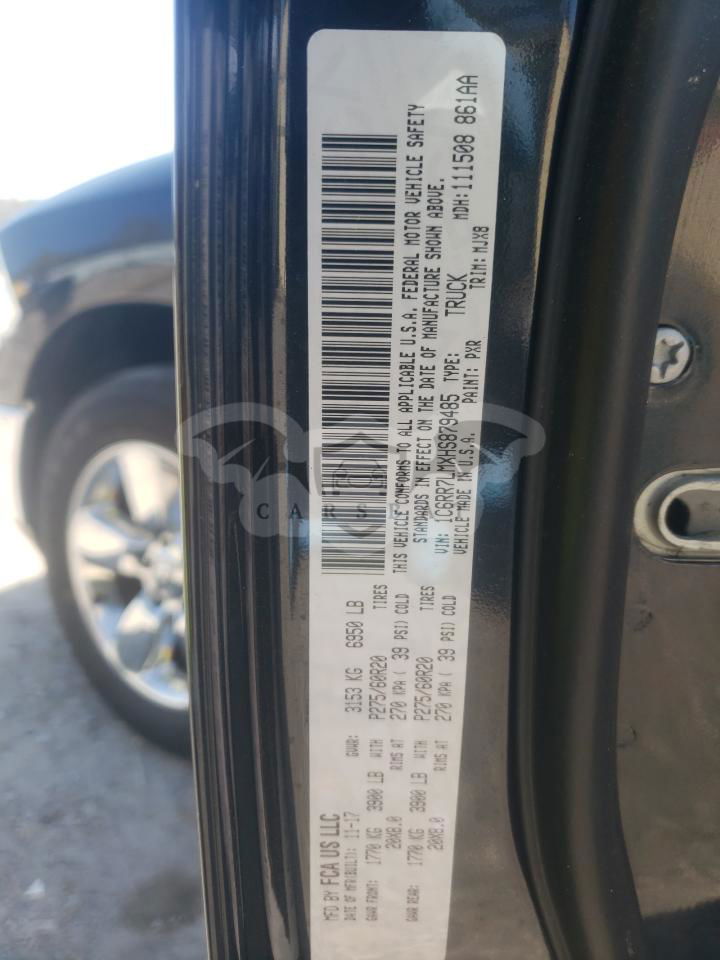 MFD BY FCA US LLC
DATE OF MFR(BUILT): 11-17 GVWR: 3153 KG 6950 LB
GAWR FRONT: 1770 KG 3900 LB WITH P275/60R20 TIRES
20X8.0 RIMS AT 270 KPA ( 39 PSI) COLD
GAWR REAR: 1770 KG 3900 LB WITH P275/60R20 TIRES
20X8.0 RIMS AT 270 KPA ( 39 PSI) COLD
THIS VEHICLE CONFORMS TO ALL APPLICABLE U.S.A. FEDERAL MOTOR VEHICLE SAFETY
STANDARDS IN EFFECT ON THE DATE OF MANUFACTURE SHOWN ABOVE.
VIN: 1C6RR7LMXHS879485 TYPE: TRUCK MDH:111508 861AA
VEHICLE MADE IN U.S.A. PAINT: PXR TRIM: MJX8